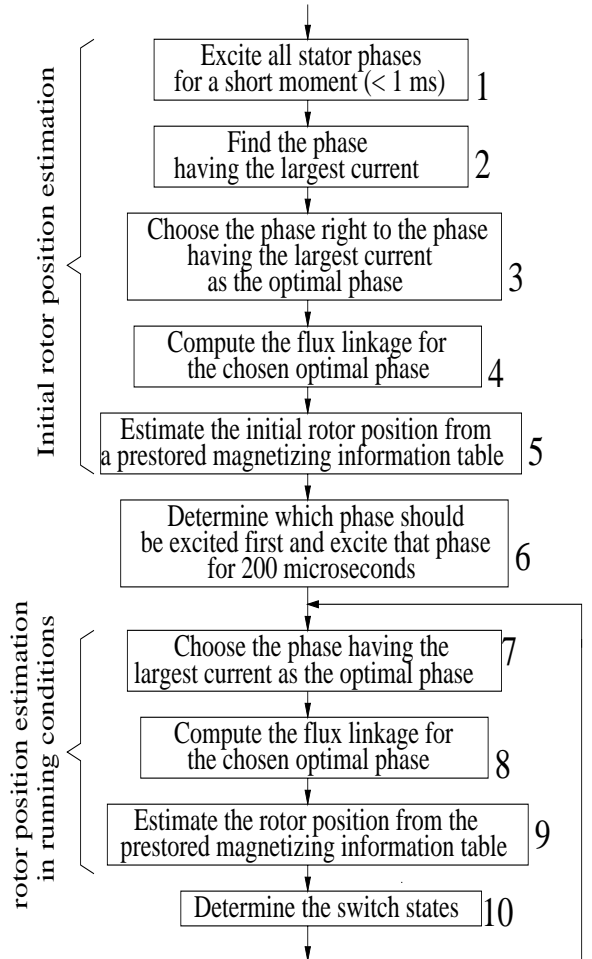 Initial rotor position estimation
Excite all stator phases
for a short moment (< 1 ms)
1
Find the phase
having the largest current
2
Choose the phase right to the phase
having the largest current
as the optimal phase
3
Compute the flux linkage for
the chosen optimal phase
4
Estimate the initial rotor position from
a prestored magnetizing information table
5
Determine which phase should
be excited first and excite that phase
for 200 microseconds
6
rotor position estimation
in running conditions
Choose the phase having the
largest current as the optimal phase
7
Compute the flux linkage for
the chosen optimal phase
8
Estimate the rotor position from the
prestored magnetizing information table
9
Determine the switch states
10